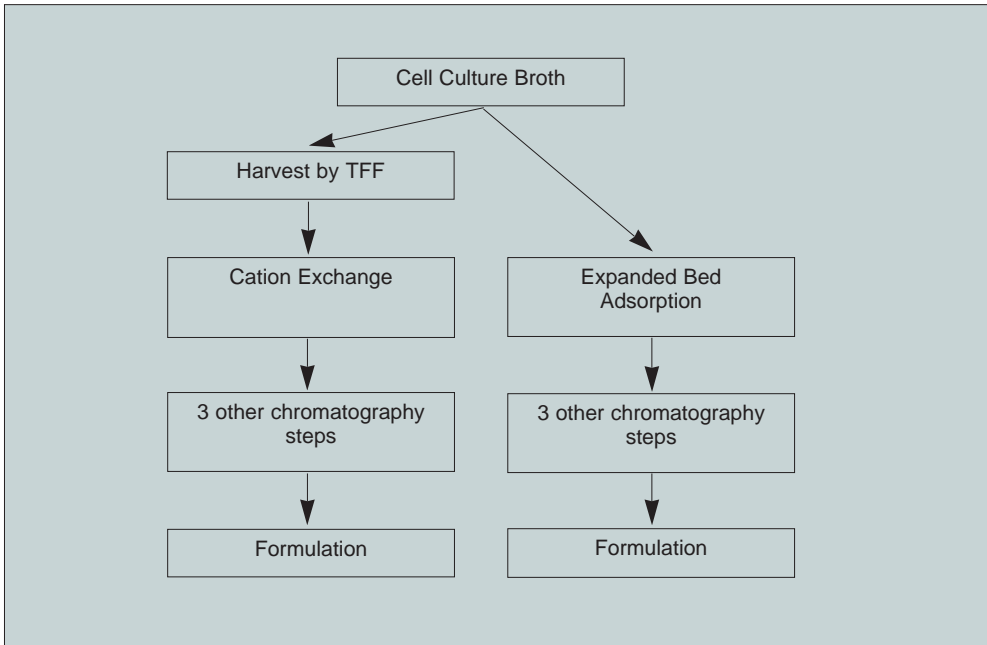 Cell Culture Broth
Harvest by TFF
Cation Exchange
Expanded Bed
Adsorption
3 other chromatography
steps
3 other chromatography
steps
Formulation
Formulation